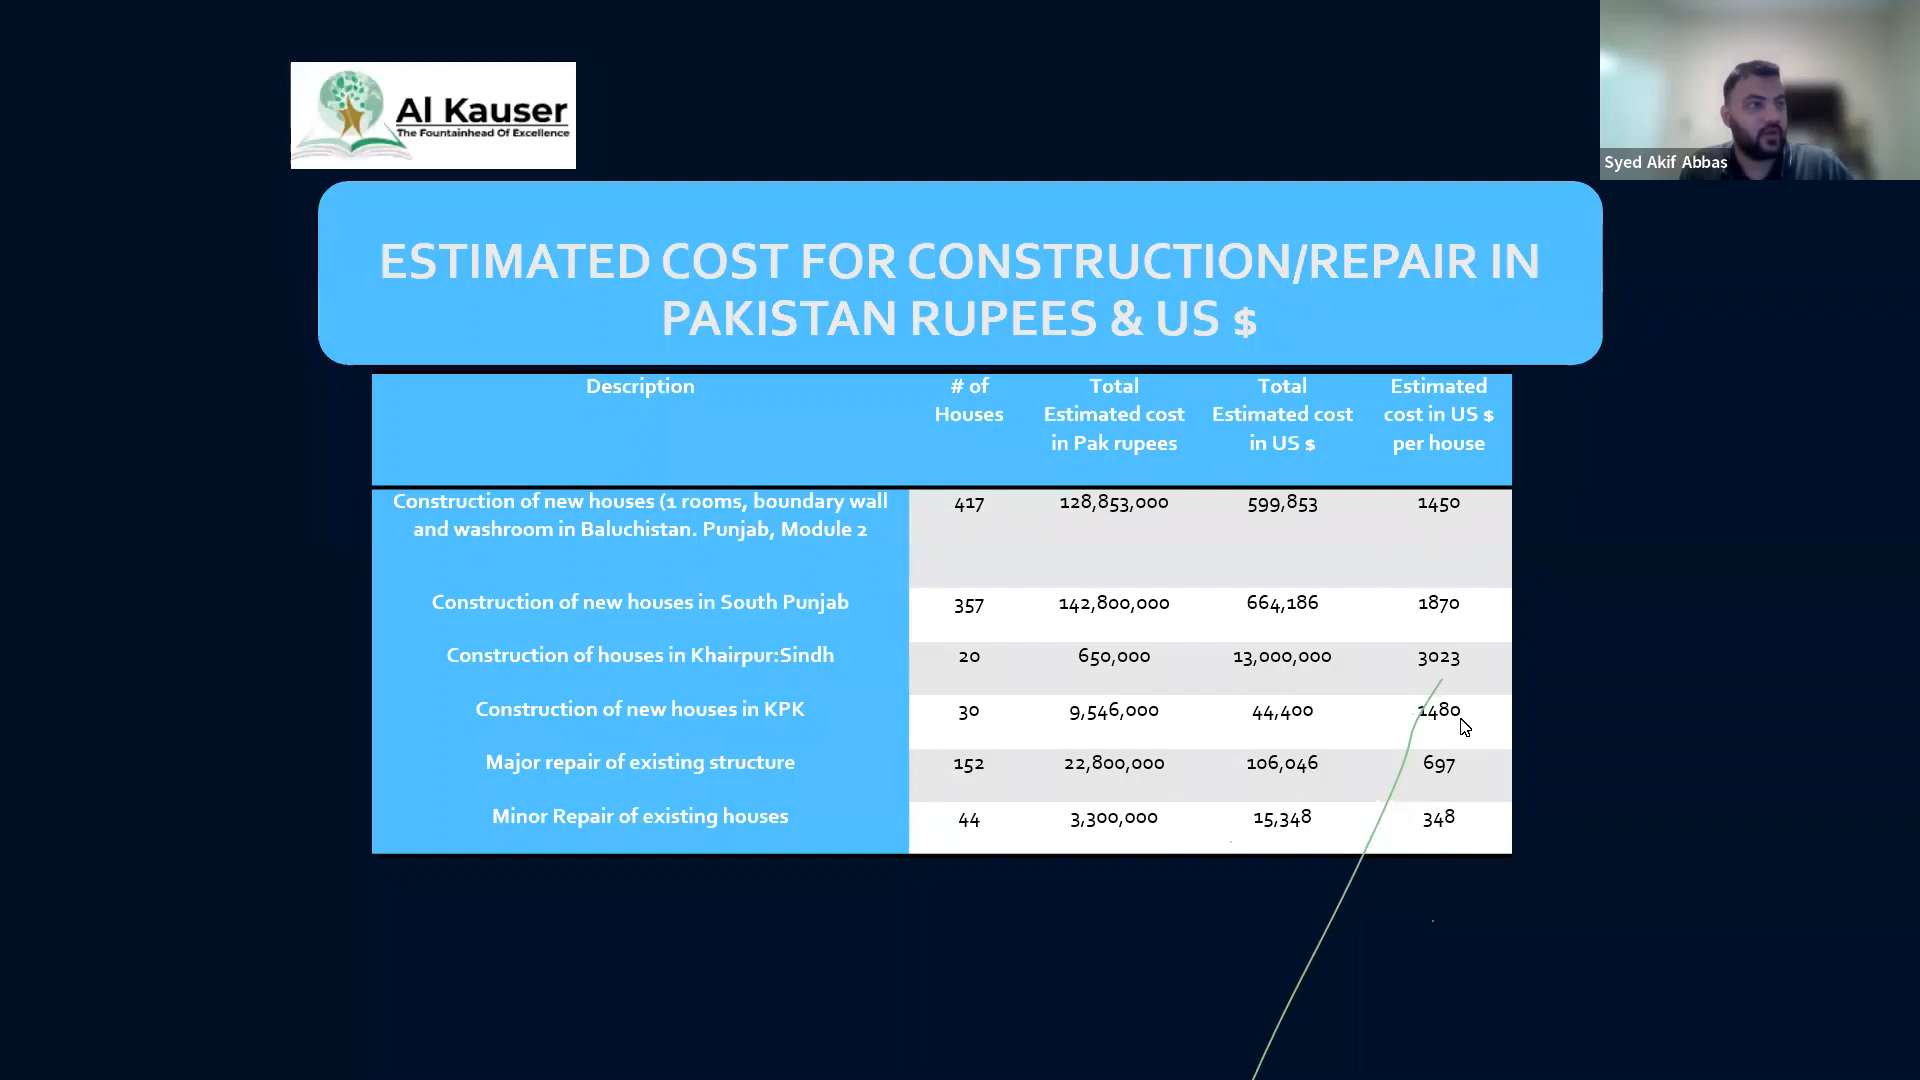 Al Kauser
The Fountainhead Of Excellence
Syed Akif Abbas
ESTIMATED COST FOR CONSTRUCTION/REPAIR IN
PAKISTAN RUPEES & US $
Description
# of
Houses
Total
Estimated cost
in Pak rupees
Total
Estimated cost
in US $
Estimated
cost in US $
per house
Construction of new houses (1 rooms, boundary wall
and washroom in Baluchistan. Punjab, Module 2
417 128,853,000 599,853 1450
Construction of new houses in South Punjab 357 142,800,000 664,186 1870
Construction of houses in Khairpur:Sindh 20 650,000 13,000,000 3023
Construction of new houses in KPK 30 9,546,000 44,400 1480
Major repair of existing structure 152 22,800,000 106,046 697
Minor Repair of existing houses 44 3,300,000 15,348 348